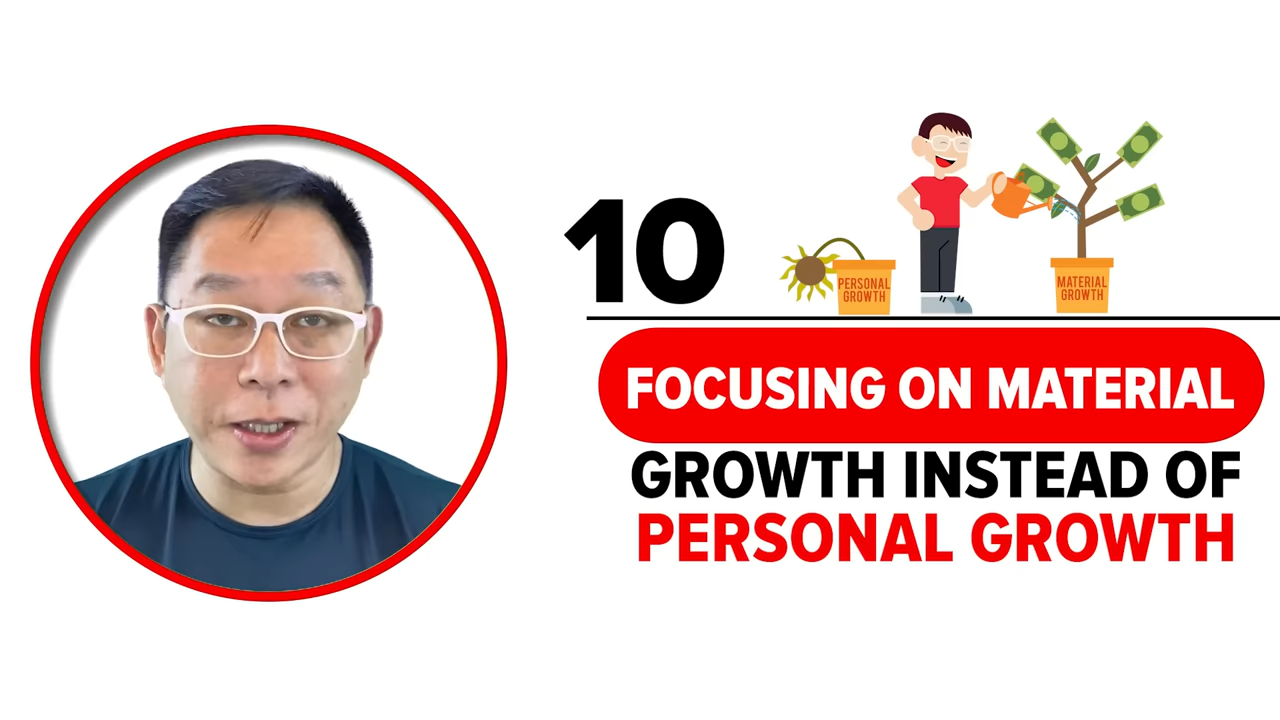 10
PERSONAL
GROWTH
MATERIAL
GROWTH
FOCUSING ON MATERIAL
GROWTH INSTEAD OF
PERSONAL GROWTH